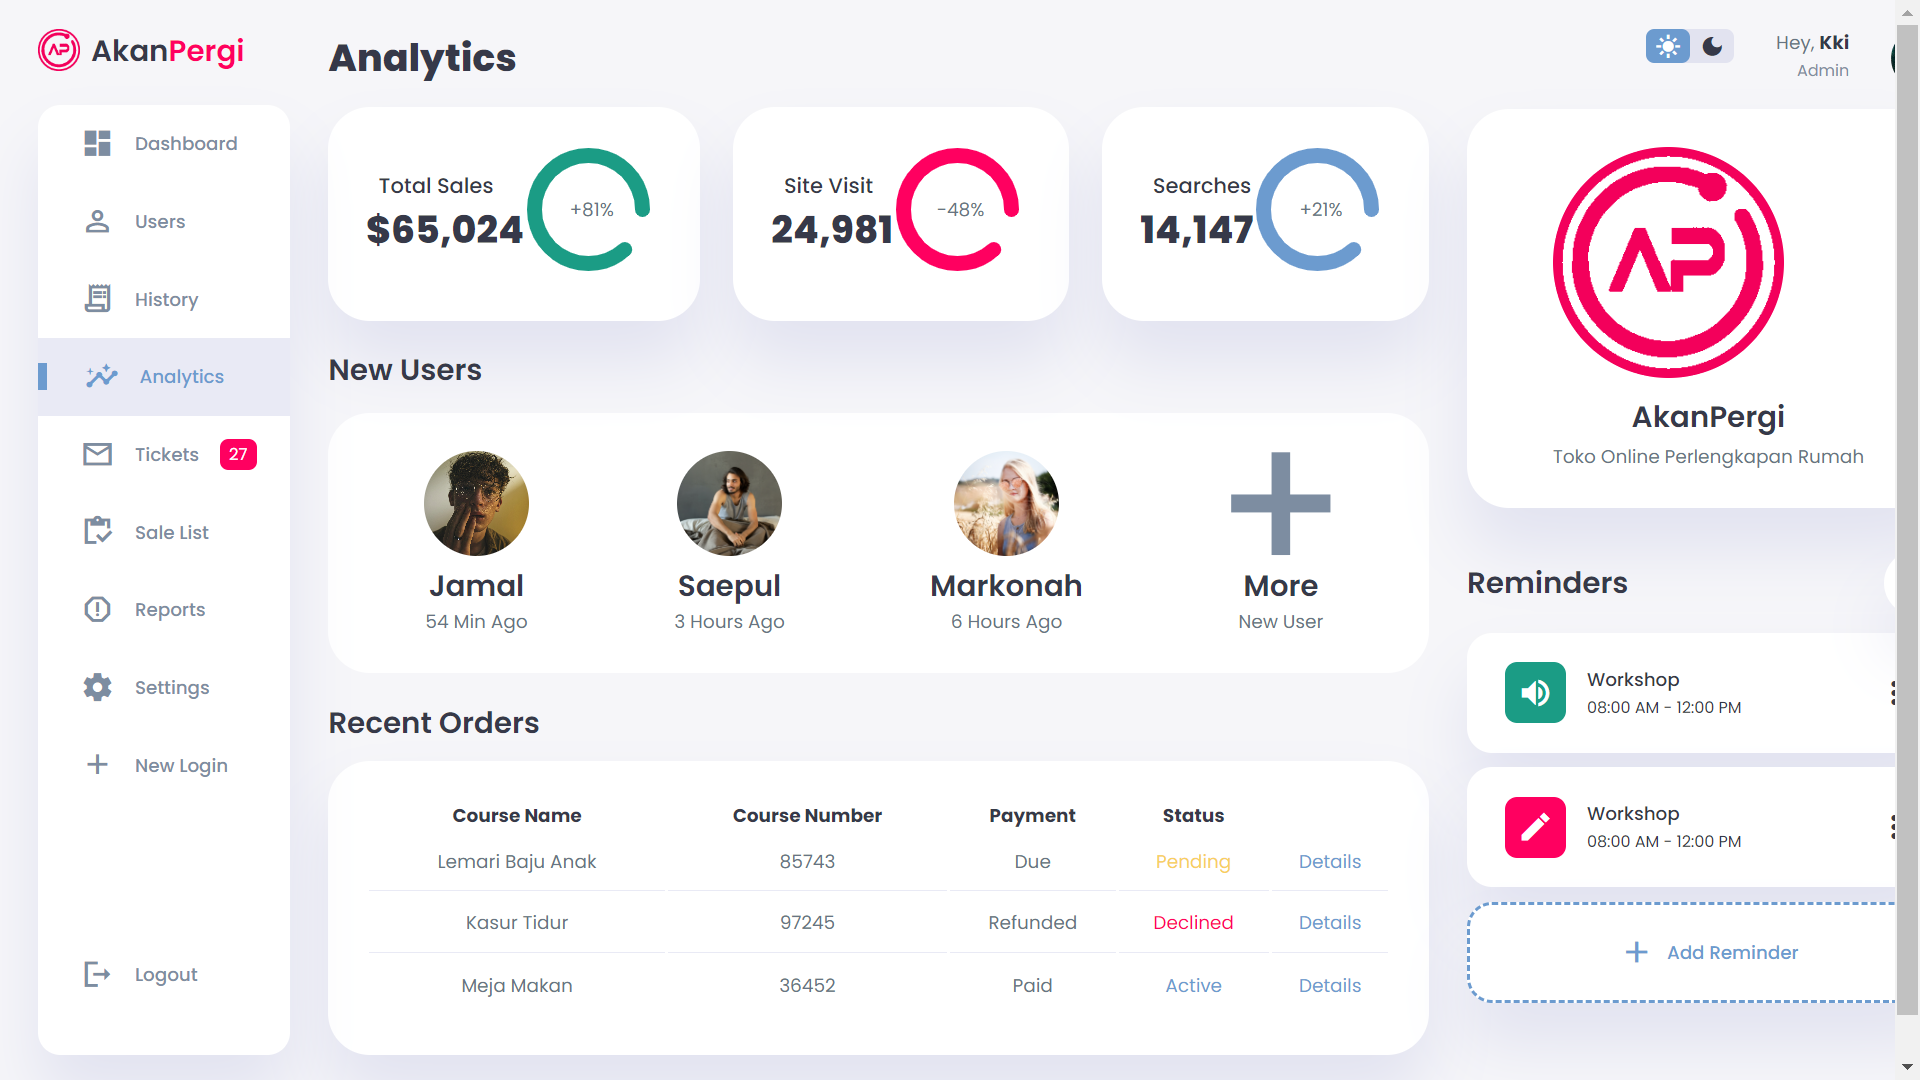 AP AkanPergi
Dashboard
Users
History
Analytics
Tickets 27
Sale List
Reports
Settings
New Login
Logout
Analytics
Total Sales
$65,024
+81%
Site Visit
24,981
-48%
Searches
14,147
+21%
New Users
Jamal
54 Min Ago
Saepul
3 Hours Ago
Markonah
6 Hours Ago
More
New User
Recent Orders
Course Name Course Number Payment Status
Lemari Baju Anak 85743 Due Pending Details
Kasur Tidur 97245 Refunded Declined Details
Meja Makan 36452 Paid Active Details
Hey, Kki
Admin
AP
AkanPergi
Toko Online Perlengkapan Rumah
Reminders
Workshop
08:00 AM - 12:00 PM
Workshop
08:00 AM - 12:00 PM
Add Reminder